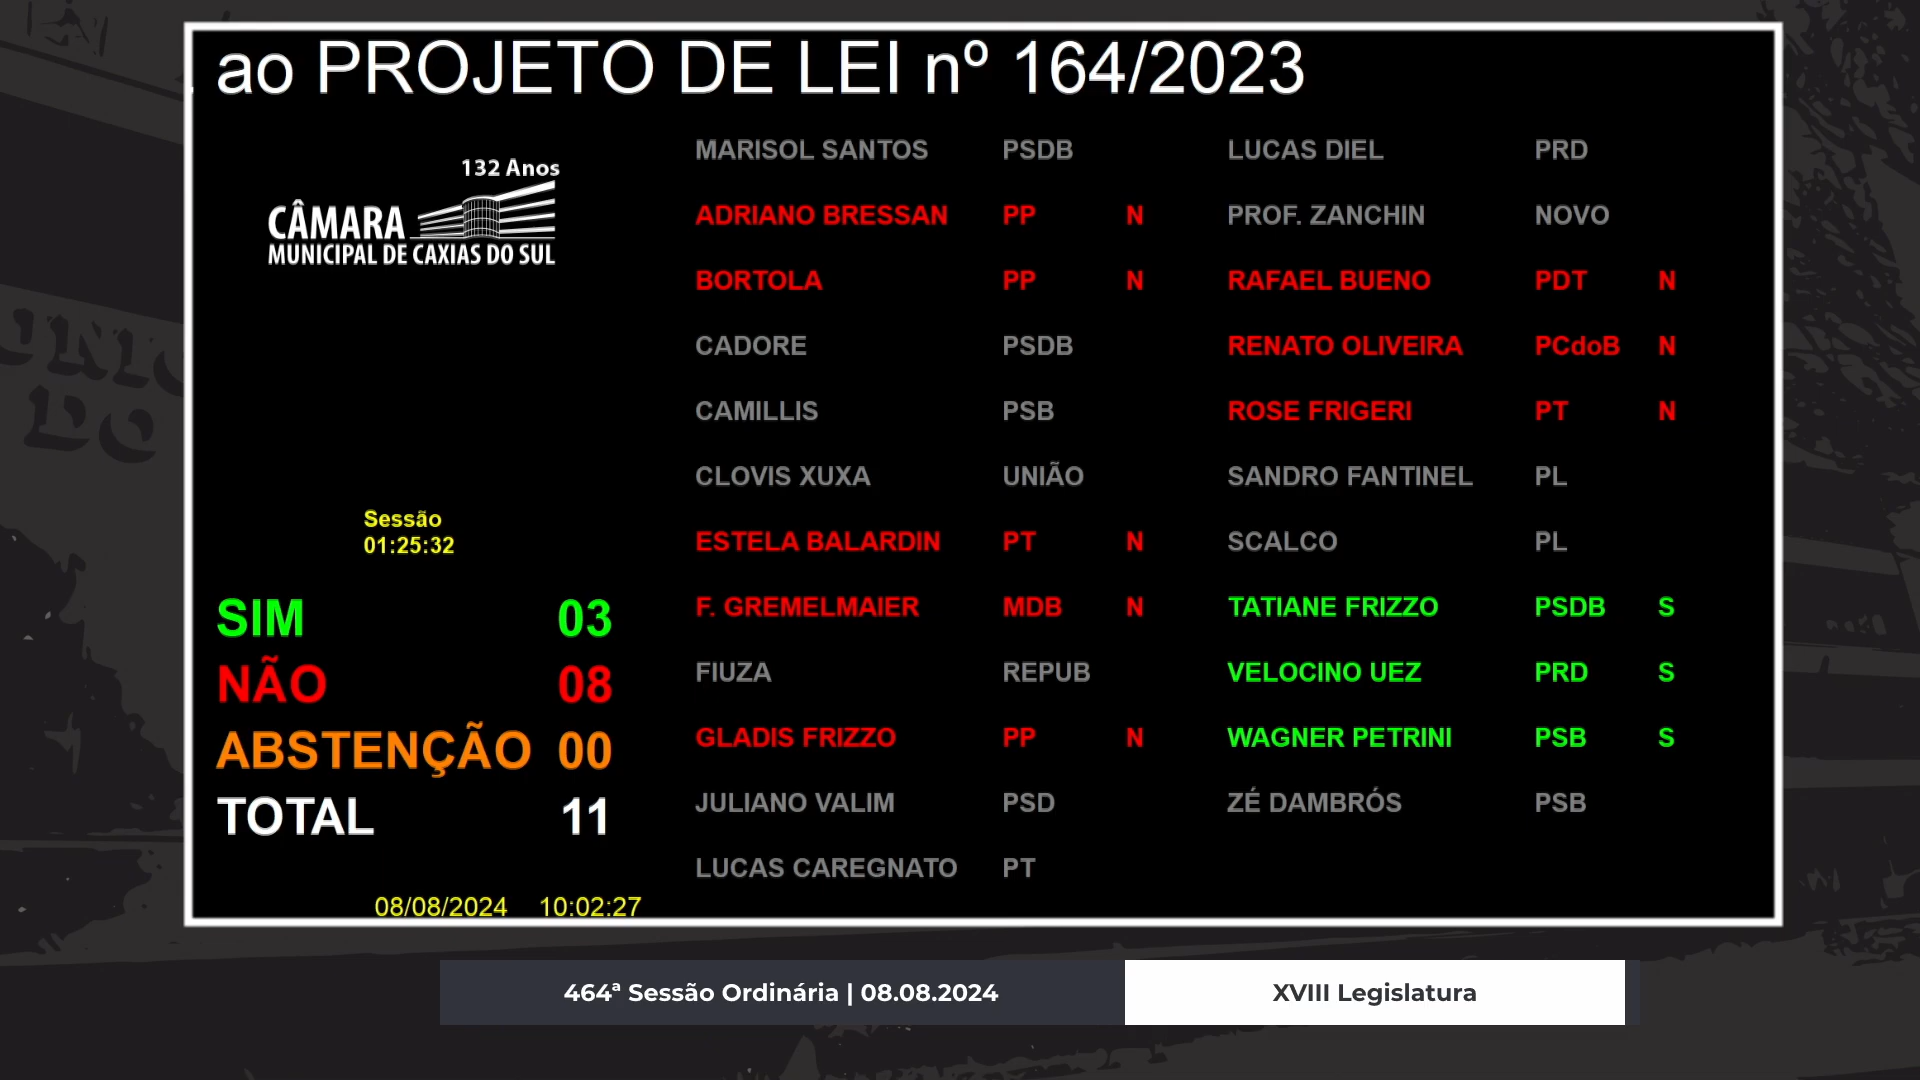 ao PROJETO DE LEI nº 164/2023
132 Anos
CÂMARA
MUNICIPAL DE CAXIAS DO SUL
Sessão
01:25:32
SIM 03
NÃO 08
ABSTENÇÃO 00
TOTAL 11
08/08/2024 10:02:27
MARISOL SANTOS PSDB
ADRIANO BRESSAN PP N
BORTOLA PP N
CADORE PSDB
CAMILLIS PSB
CLOVIS XUXA UNIÃO
ESTELA BALARDIN PT N
F. GREMELMAIER MDB N
FIUZA REPUB
GLADIS FRIZZO PP N
JULIANO VALIM PSD
LUCAS CAREGNATO PT
LUCAS DIEL PRD
PROF. ZANCHIN NOVO
RAFAEL BUENO PDT N
RENATO OLIVEIRA PCdoB N
ROSE FRIGERI PT N
SANDRO FANTINEL PL
SCALCO PL
TATIANE FRIZZO PSDB S
VELOCINO UEZ PRD S
WAGNER PETRINI PSB S
ZÉ DAMBRÓS PSB
464ª Sessão Ordinária | 08.08.2024
XVIII Legislatura